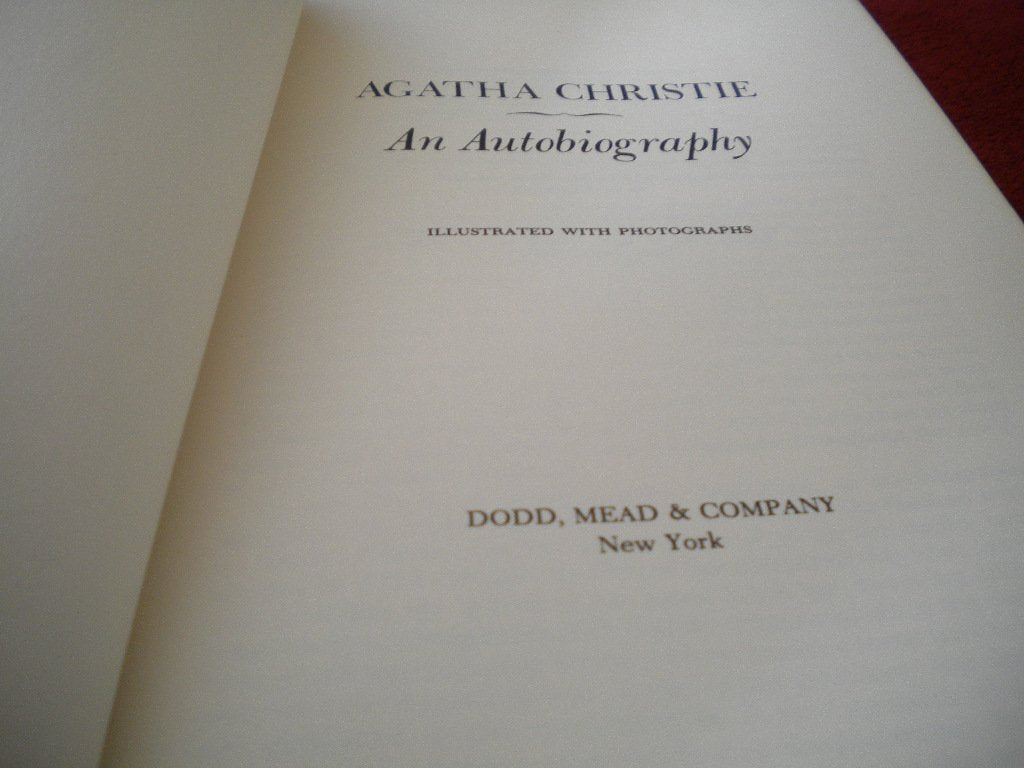 AGATHA CHRISTIE
An Autobiography
ILLUSTRATED WITH PHOTOGRAPHS
DODD, MEAD & COMPANY
New York